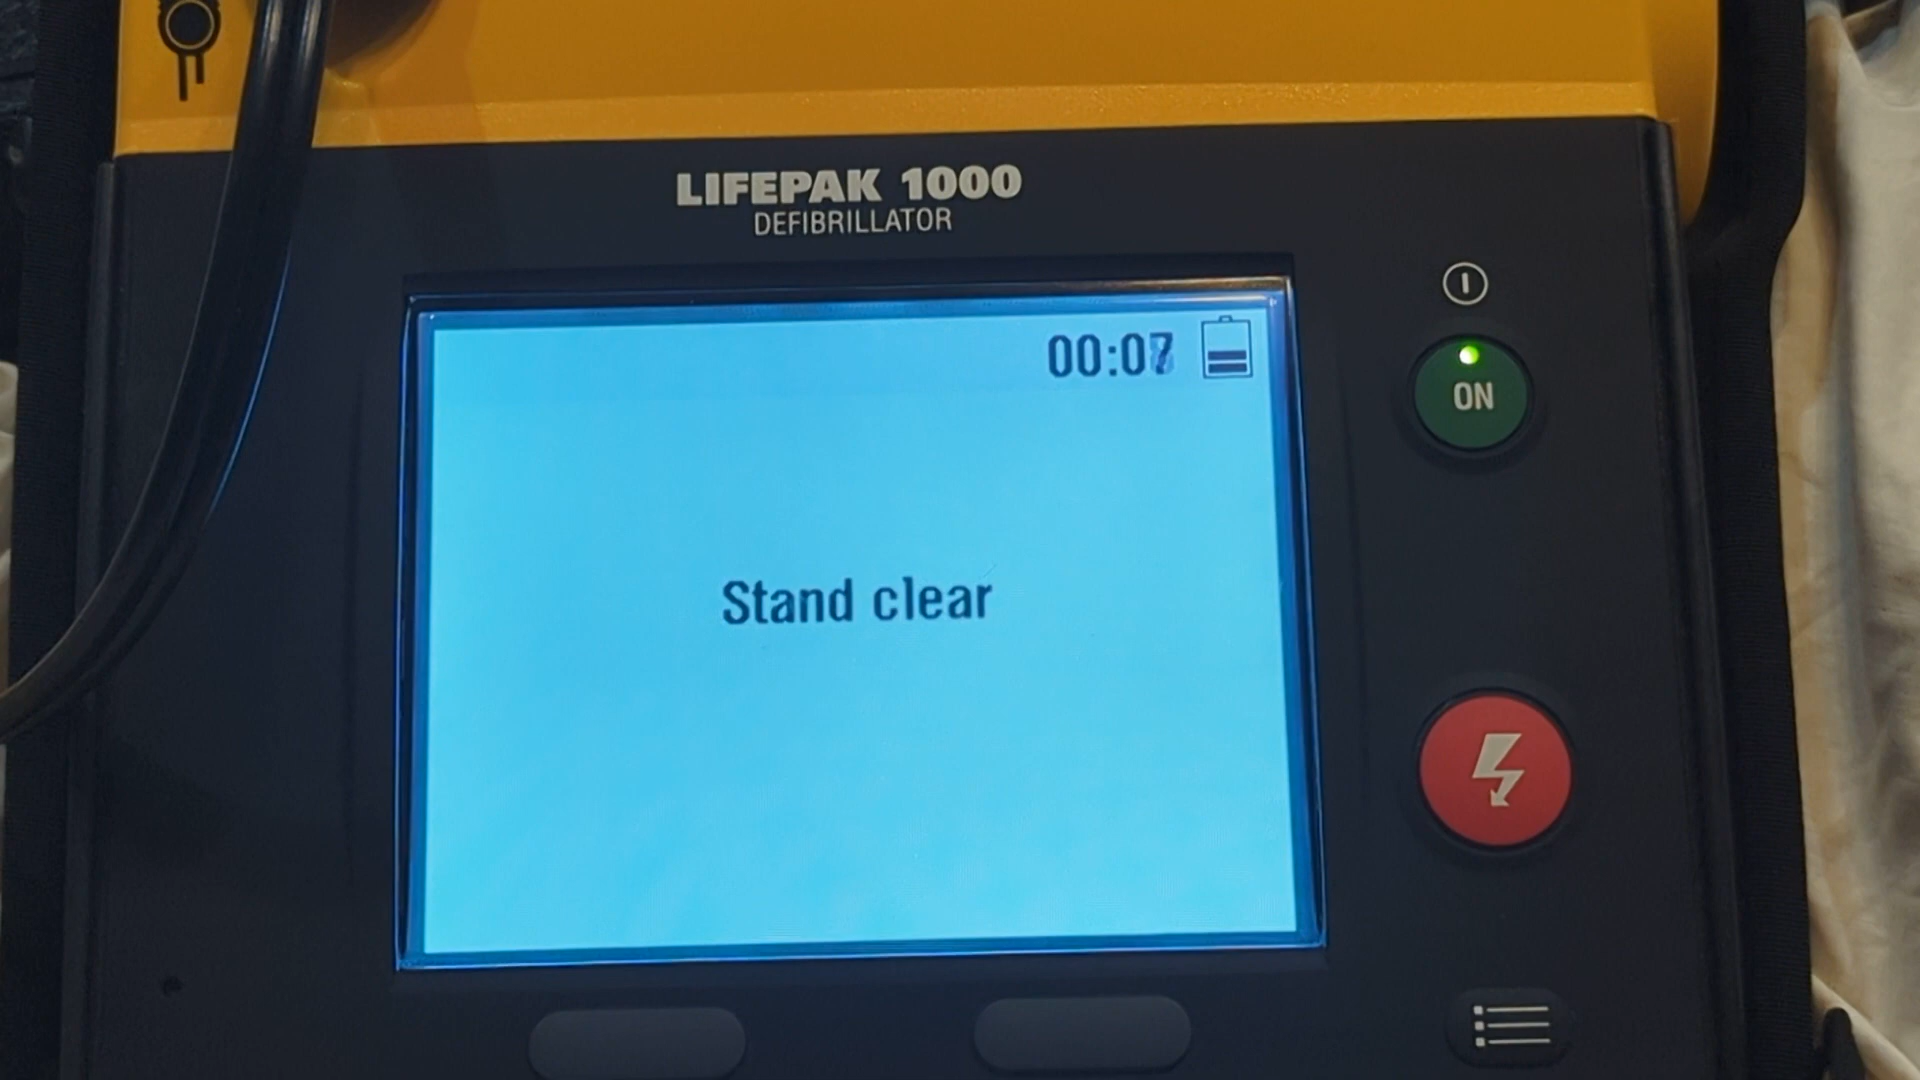 LIFEPAK 1000
DEFIBRILLATOR
00:07
ON
Stand clear